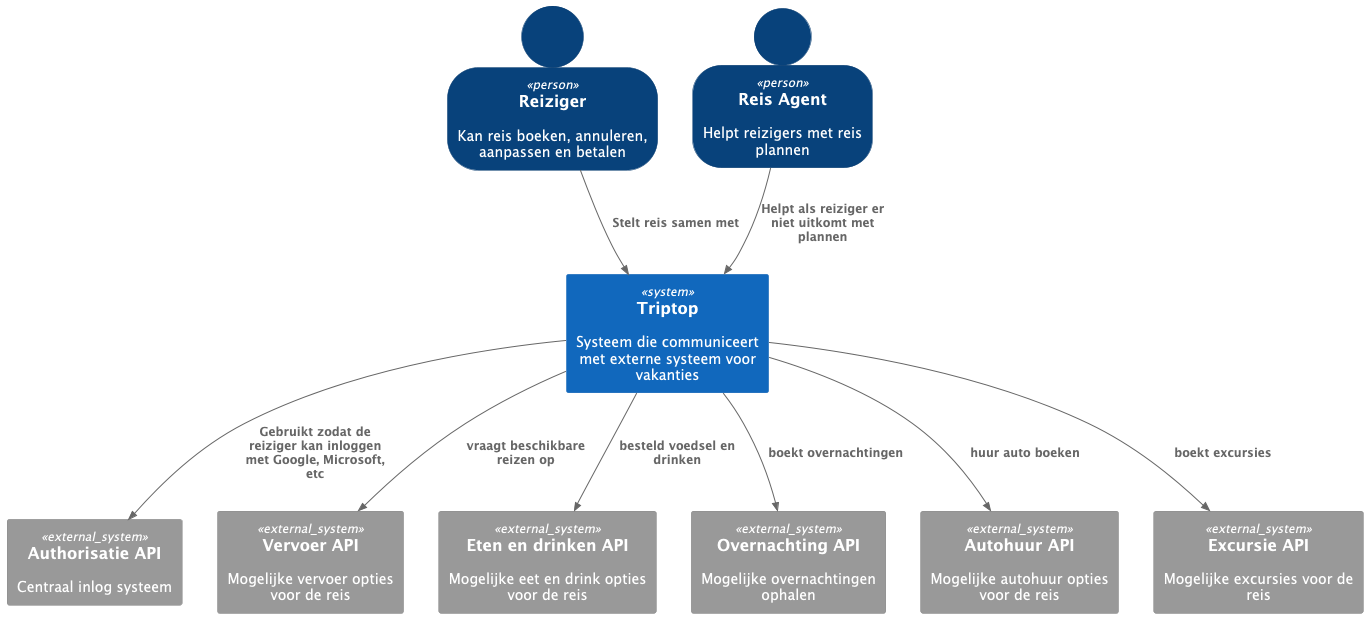 «person»
Reiziger
Kan reis boeken, annuleren,
aanpassen en betalen
«person»
Reis Agent
Helpt reizigers met reis
plannen
Stelt reis samen met
Helpt als reiziger er
niet uitkomt met
plannen
«system»
Triptop
Systeem die communiceert
met externe systeem voor
vakanties
Gebruikt zodat de
reiziger kan inloggen
met Google, Microsoft,
etc
vraagt beschikbare
reizen op
besteld voedsel en
drinken
boekt overnachtingen
huur auto boeken
boekt excursies
«external_system»
Authorisatie API
Centraal inlog systeem
«external_system»
Vervoer API
Mogelijke vervoer opties
voor de reis
«external_system»
Eten en drinken API
Mogelijke eet en drink opties
voor de reis
«external_system»
Overnachting API
Mogelijke overnachtingen
ophalen
«external_system»
Autohuur API
Mogelijke autohuur opties
voor de reis
«external_system»
Excursie API
Mogelijke excursies voor de
reis